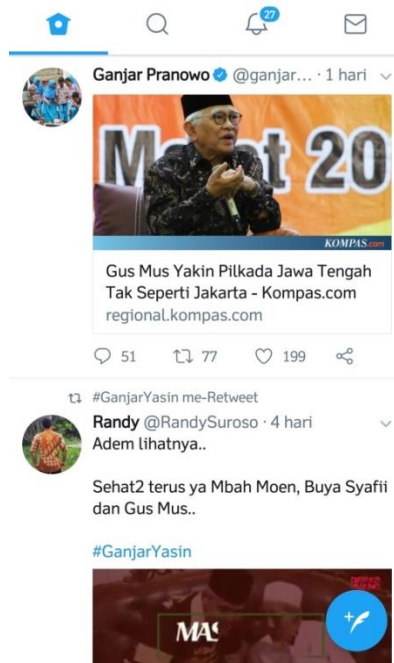 27
Ganjar Pranowo @ganjar... · 1 hari
M t 20
KOMPAS.com
Gus Mus Yakin Pilkada Jawa Tengah
Tak Seperti Jakarta - Kompas.com
regional.kompas.com
51 77 199
#GanjarYasin me-Retweet
Randy @RandySuroso · 4 hari
Adem lihatnya..
Sehat2 terus ya Mbah Moen, Buya Syafii
dan Gus Mus..
#GanjarYasin
MAS